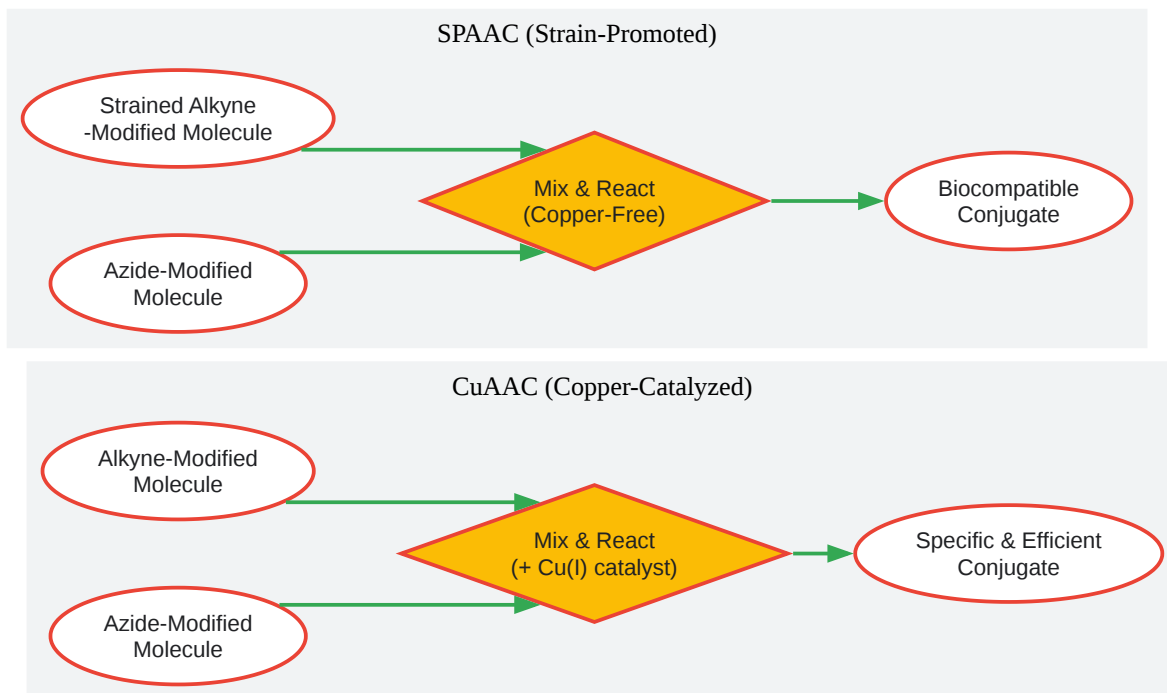 SPAAC (Strain-Promoted)
Strained Alkyne
-Modified Molecule
Azide-Modified
Molecule
Mix & React
(Copper-Free)
Biocompatible
Conjugate
CuAAC (Copper-Catalyzed)
Alkyne-Modified
Molecule
Azide-Modified
Molecule
Mix & React
(+ Cu(I) catalyst)
Specific & Efficient
Conjugate